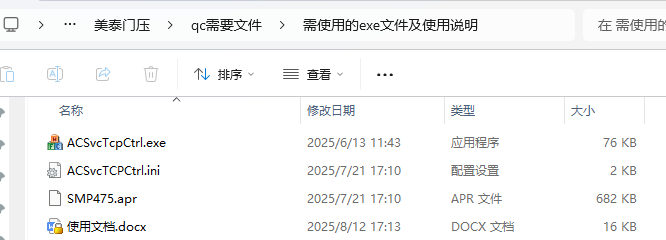 … 美泰门压 > qc需要文件 > 需使用的exe文件及使用说明 在 需使用的
排序 查看 …
名称 修改日期 类型 大小
ACSvcTcpCtrl.exe 2025/6/13 11:43 应用程序 76 KB
ACSvcTCPCtrl.ini 2025/7/21 17:10 配置设置 2 KB
SMP475.apr 2025/7/21 17:10 APR 文件 682 KB
使用文档.docx 2025/8/12 17:13 DOCX 文档 16 KB